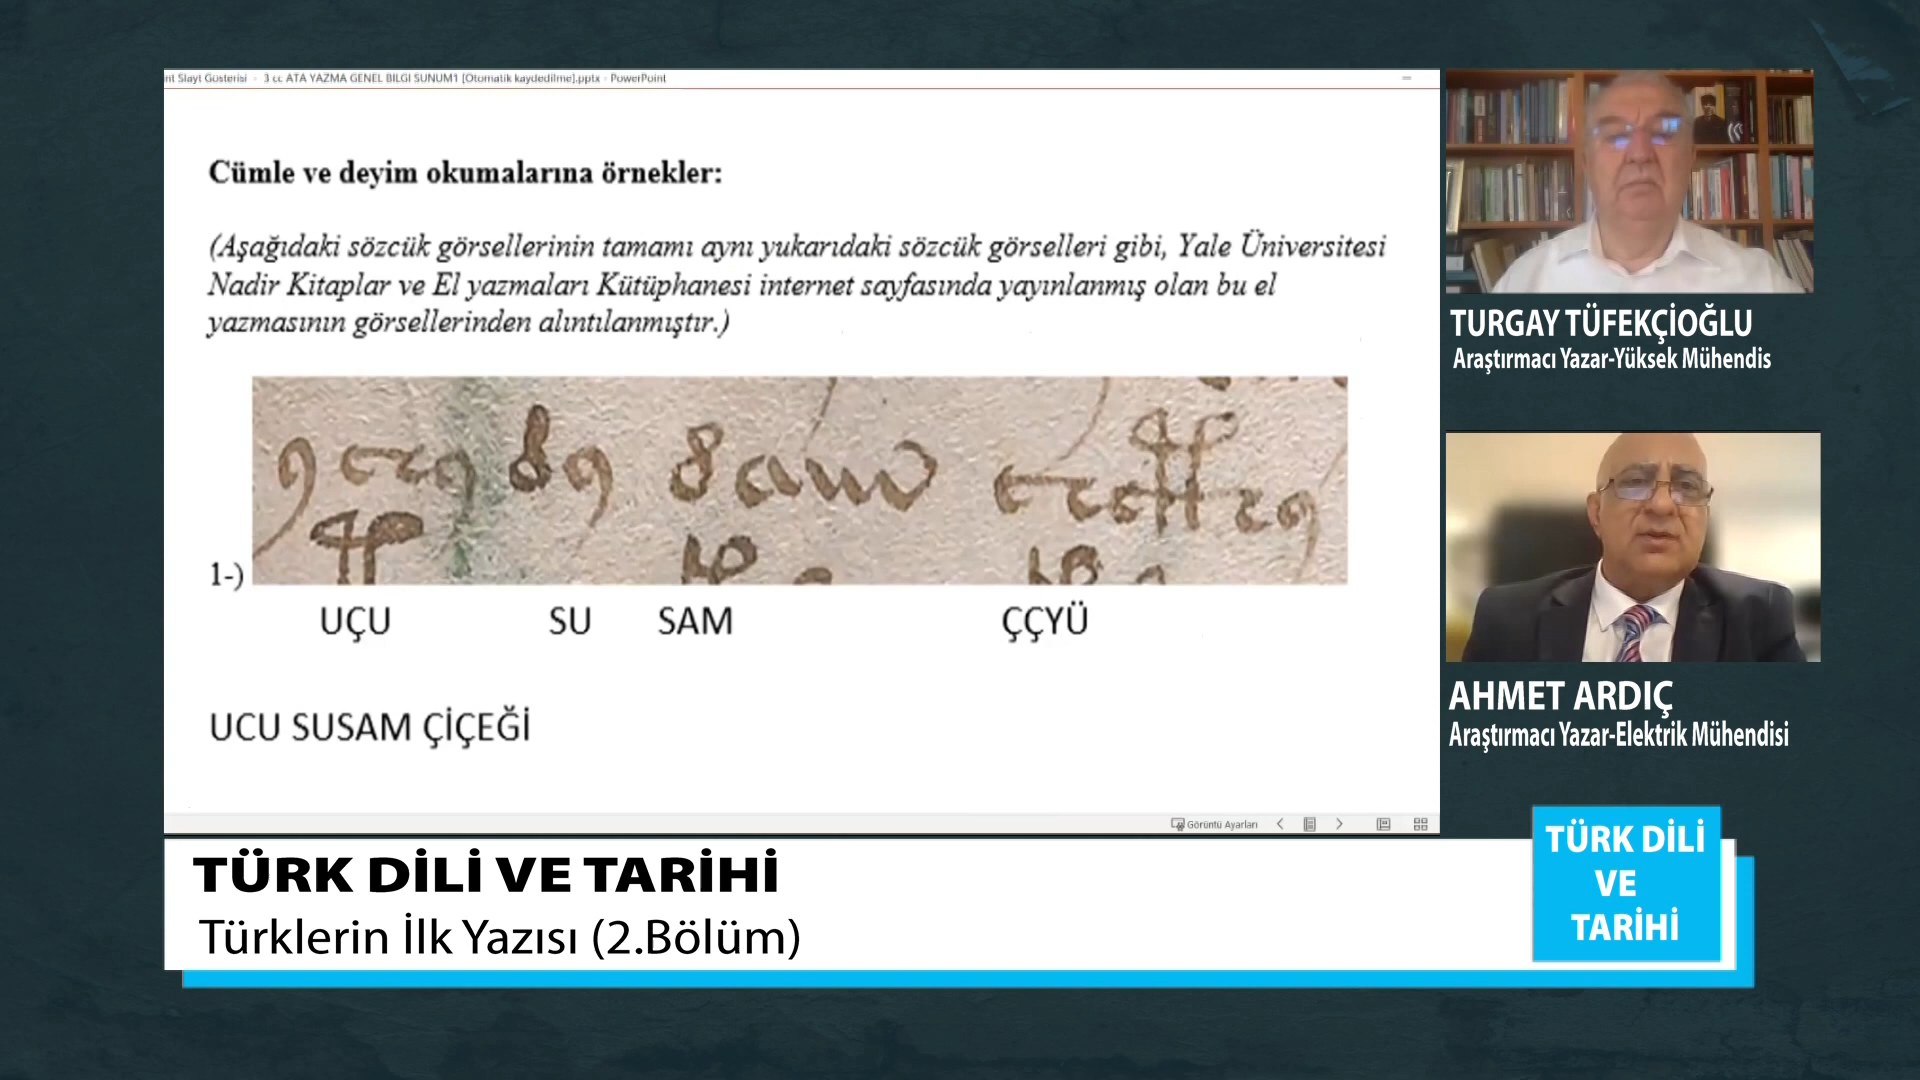 nt Slayt Gösterisi - 3 cc ATA YAZMA GENEL BILGI SUNUM1 [Otomatik kaydedilme].pptx - PowerPoint
Cümle ve deyim okumalarına örnekler:
(Aşağıdaki sözcük görsellerinin tamamı aynı yukarıdaki sözcük görselleri gibi, Yale Üniversitesi
Nadir Kitaplar ve El yazmaları Kütüphanesi internet sayfasında yayınlanmış olan bu el
yazmasının görsellerinden alıntılanmıştır.)
1-)
UÇU SU SAM ÇÇYÜ
UCU SUSAM ÇİÇEĞİ
Görüntü Ayarları
TURGAY TÜFEKÇİOĞLU
Araştırmacı Yazar-Yüksek Mühendis
AHMET ARDIÇ
Araştırmacı Yazar-Elektrik Mühendisi
TÜRK DİLİ VE TARİHİ
Türklerin İlk Yazısı (2.Bölüm)
TÜRK DİLİ
VE
TARİHİ